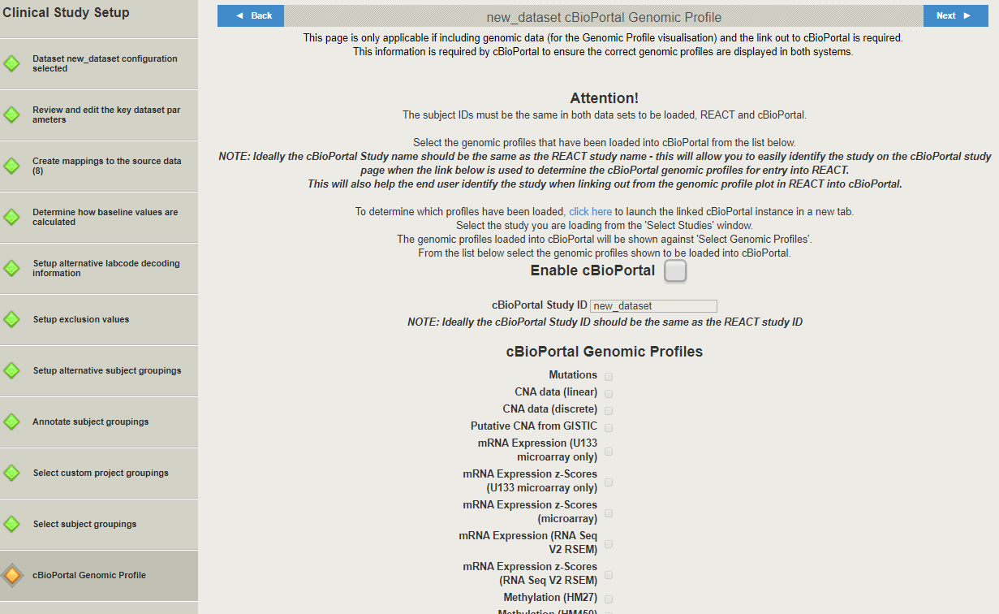 Clinical Study Setup
Dataset new_dataset configuration
selected
Review and edit the key dataset par
ameters
Create mappings to the source data
(8)
Determine how baseline values are
calculated
Setup alternative labcode decoding
information
Setup exclusion values
Setup alternative subject groupings
Annotate subject groupings
Select custom project groupings
Select subject groupings
cBioPortal Genomic Profile
Back
new_dataset cBioPortal Genomic Profile
Next
This page is only applicable if including genomic data (for the Genomic Profile visualisation) and the link out to cBioPortal is required.
This information is required by cBioPortal to ensure the correct genomic profiles are displayed in both systems.
Attention!
The subject IDs must be the same in both data sets to be loaded, REACT and cBioPortal.
Select the genomic profiles that have been loaded into cBioPortal from the list below.
NOTE: Ideally the cBioPortal Study name should be the same as the REACT study name - this will allow you to easily identify the study on the cBioPortal study
page when the link below is used to determine the cBioPortal genomic profiles for entry into REACT.
This will also help the end user identify the study when linking out from the genomic profile plot in REACT into cBioPortal.
To determine which profiles have been loaded, click here to launch the linked cBioPortal instance in a new tab.
Select the study you are loading from the 'Select Studies' window.
The genomic profiles loaded into cBioPortal will be shown against 'Select Genomic Profiles'.
From the list below select the genomic profiles shown to be loaded into cBioPortal.
Enable cBioPortal
cBioPortal Study ID new_dataset
NOTE: Ideally the cBioPortal Study ID should be the same as the REACT study ID
cBioPortal Genomic Profiles
Mutations
CNA data (linear)
CNA data (discrete)
Putative CNA from GISTIC
mRNA Expression (U133
microarray only)
mRNA Expression z-Scores
(U133 microarray only)
mRNA Expression z-Scores
(microarray)
mRNA Expression (RNA Seq
V2 RSEM)
mRNA Expression z-Scores
(RNA Seq V2 RSEM)
Methylation (HM27)
Methylation (HM450)